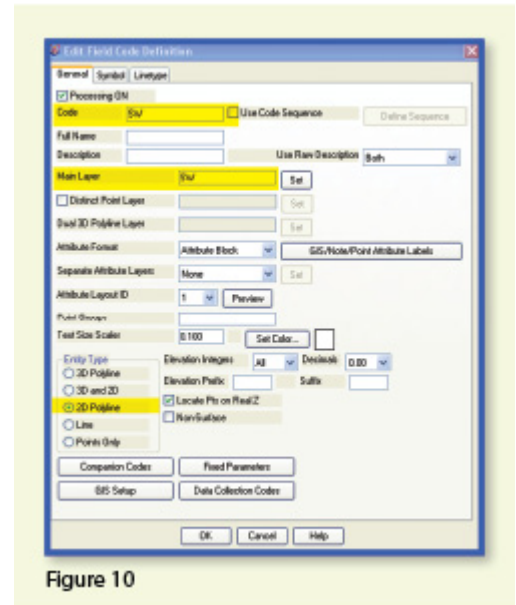 Edit Field Code Definition
General Symbol Linetype
Processing ON
Code SW Use Code Sequence Define Sequence
Full Name
Description Use Raw Description Both
Main Layer SW Set
Distinct Point Layer Set
Dual 3D Polyline Layer Set
Attribute Format Attribute Block GIS/Note/Point Attribute Labels
Separate Attribute Layers None Set
Attribute Layout ID 1 Preview
Point Groups
Text Size Scaler 0.100 Set Color...
Entity Type Elevation Integers All Decimals 0.00
3D Polyline Elevation Prefix Suffix
3D and 2D Locate Pts on Real Z
2D Polyline Non-Surface
Line
Points Only
Companion Codes Fixed Parameters
GIS Setup Data Collection Codes
OK Cancel Help
Figure 10